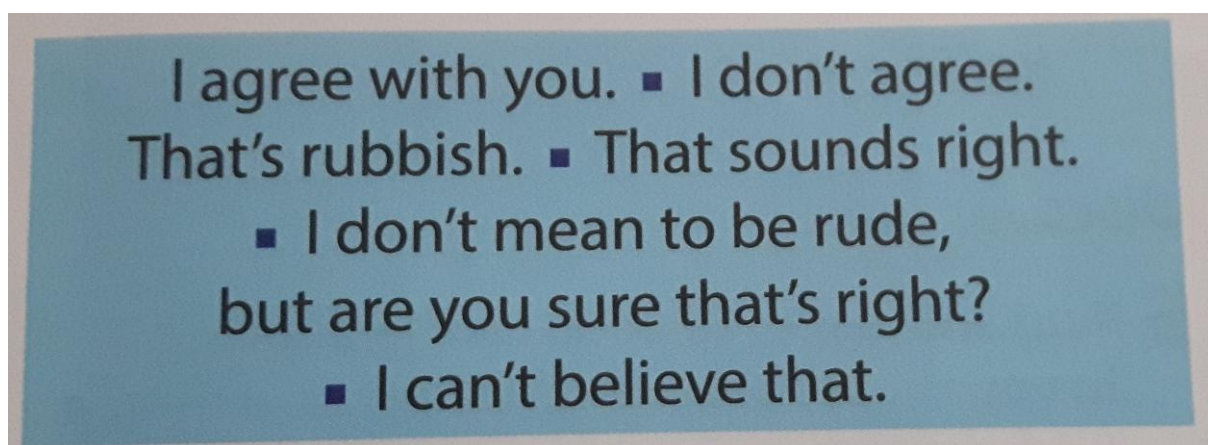 I agree with you. ▪ I don't agree.
That's rubbish. ▪ That sounds right.
▪ I don't mean to be rude,
but are you sure that's right?
▪ I can't believe that.